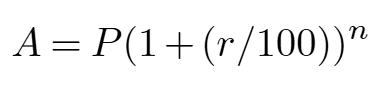 A = P(1 + (r/100))^n